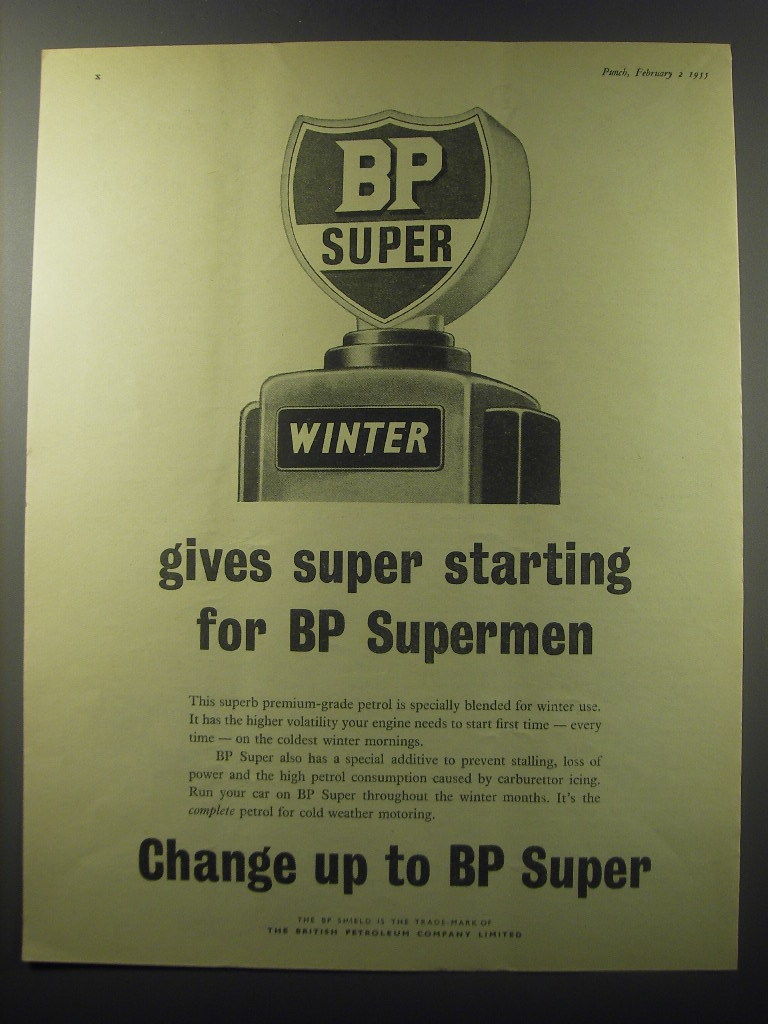 x
Punch, February 2 1955
BP
SUPER
WINTER
gives super starting
for BP Supermen
This superb premium-grade petrol is specially blended for winter use.
It has the higher volatility your engine needs to start first time — every
time — on the coldest winter mornings.
BP Super also has a special additive to prevent stalling, loss of
power and the high petrol consumption caused by carburettor icing.
Run your car on BP Super throughout the winter months. It's the
complete petrol for cold weather motoring.
Change up to BP Super
THE BP SHIELD IS THE TRADE-MARK OF
THE BRITISH PETROLEUM COMPANY LIMITED